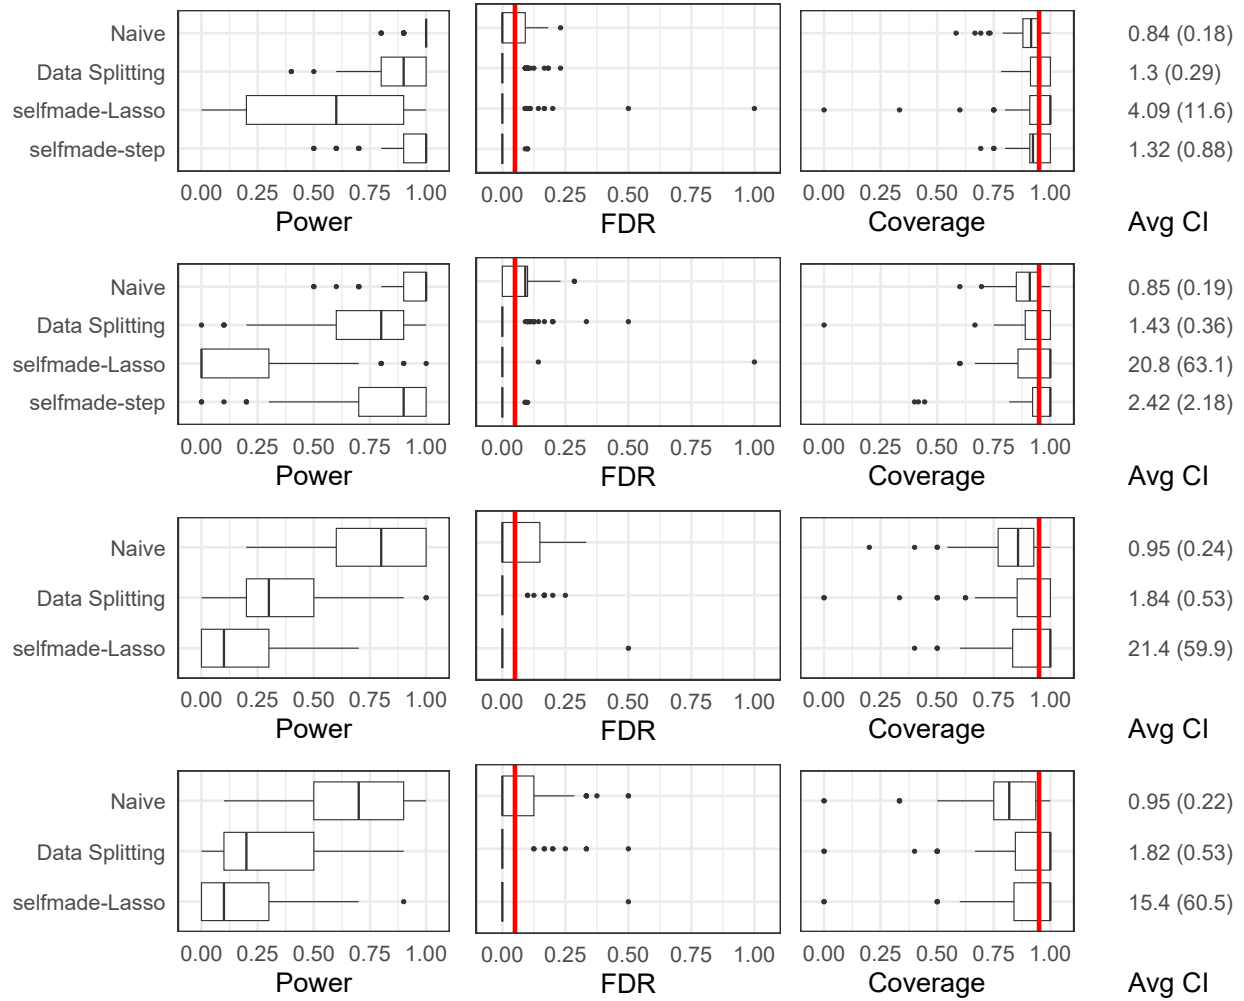 Naive 0.84 (0.18)
Data Splitting 1.3 (0.29)
selfmade-Lasso 4.09 (11.6)
selfmade-step 1.32 (0.88)
0.00 0.25 0.50 0.75 1.00 0.00 0.25 0.50 0.75 1.00 0.00 0.25 0.50 0.75 1.00
Power FDR Coverage Avg CI
Naive 0.85 (0.19)
Data Splitting 1.43 (0.36)
selfmade-Lasso 20.8 (63.1)
selfmade-step 2.42 (2.18)
0.00 0.25 0.50 0.75 1.00 0.00 0.25 0.50 0.75 1.00 0.00 0.25 0.50 0.75 1.00
Power FDR Coverage Avg CI
Naive 0.95 (0.24)
Data Splitting 1.84 (0.53)
selfmade-Lasso 21.4 (59.9)
0.00 0.25 0.50 0.75 1.00 0.00 0.25 0.50 0.75 1.00 0.00 0.25 0.50 0.75 1.00
Power FDR Coverage Avg CI
Naive 0.95 (0.22)
Data Splitting 1.82 (0.53)
selfmade-Lasso 15.4 (60.5)
0.00 0.25 0.50 0.75 1.00 0.00 0.25 0.50 0.75 1.00 0.00 0.25 0.50 0.75 1.00
Power FDR Coverage Avg CI